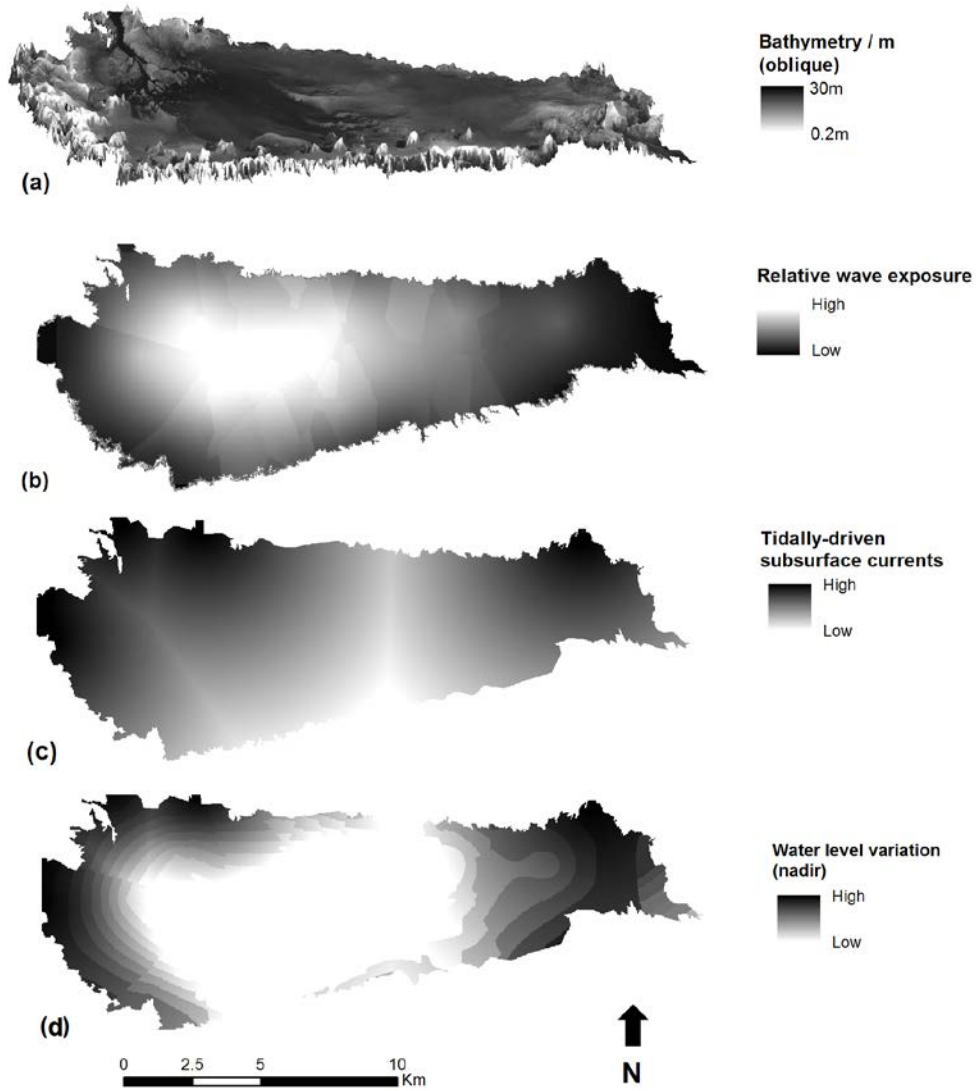 Bathymetry / m
(oblique)
30m
0.2m
(a)
Relative wave exposure
High
Low
(b)
Tidally-driven
subsurface currents
High
Low
(c)
Water level variation
(nadir)
High
Low
(d)
0 2.5 5 10
Km
N